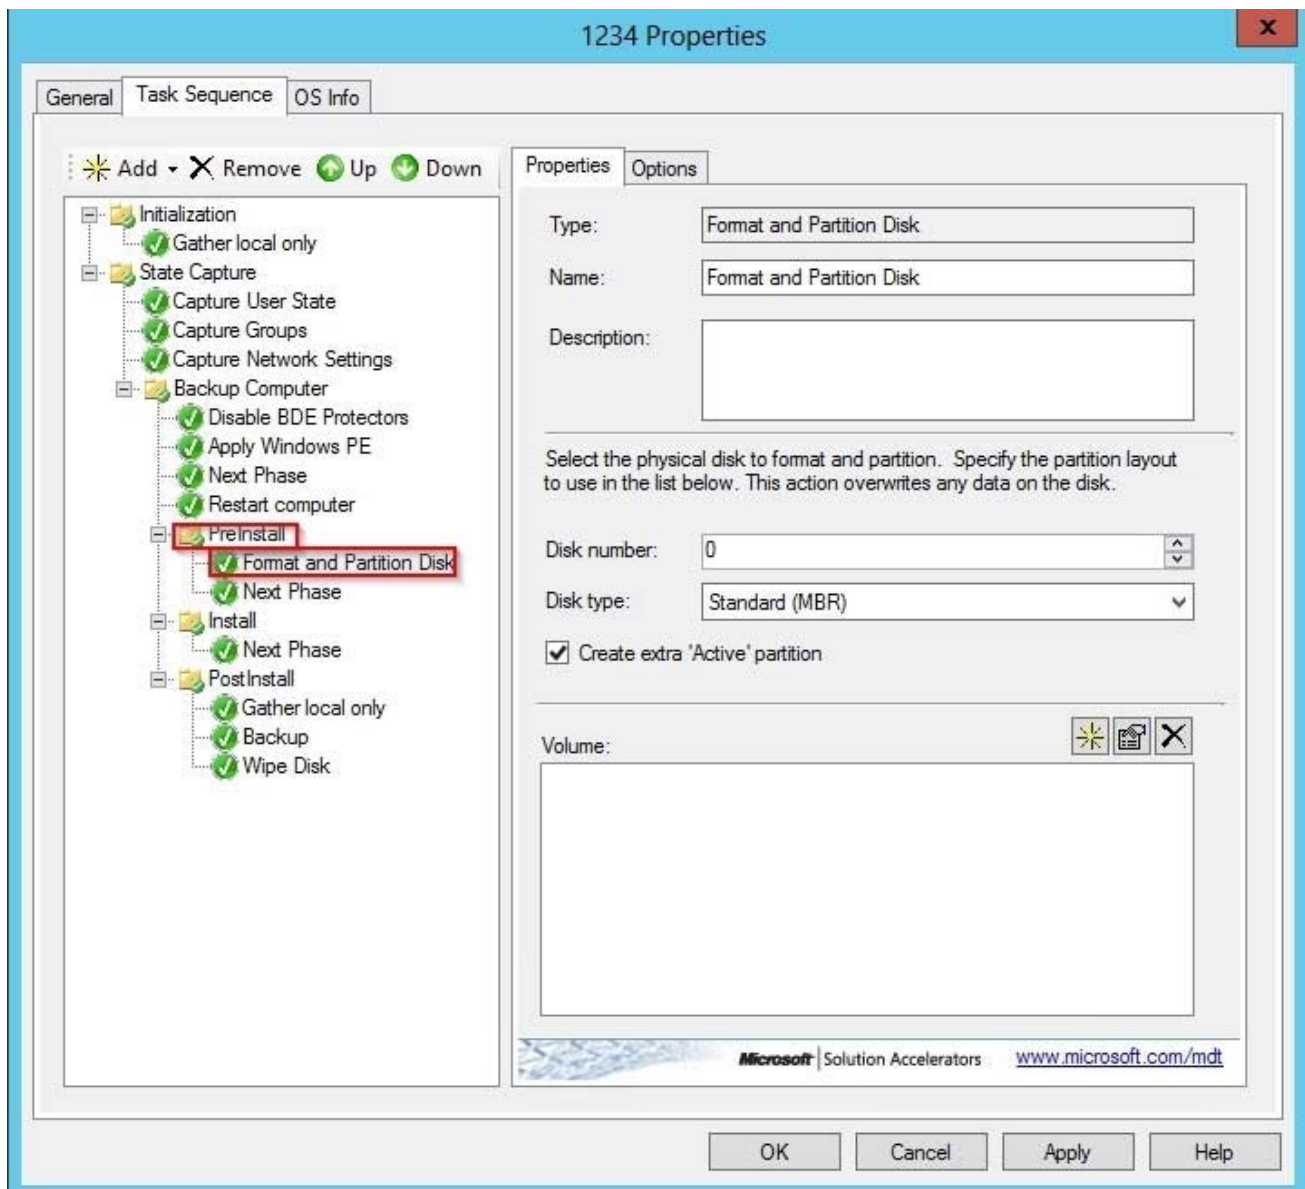 1234 Properties
x
General
Task Sequence
OS Info
Add
Remove
Up
Down
Initialization
Gather local only
State Capture
Capture User State
Capture Groups
Capture Network Settings
Backup Computer
Disable BDE Protectors
Apply Windows PE
Next Phase
Restart computer
PreInstall
Format and Partition Disk
Next Phase
Install
Next Phase
PostInstall
Gather local only
Backup
Wipe Disk
Properties
Options
Type:
Format and Partition Disk
Name:
Format and Partition Disk
Description:
Select the physical disk to format and partition. Specify the partition layout
to use in the list below. This action overwrites any data on the disk.
Disk number:
0
Disk type:
Standard (MBR)
Create extra 'Active' partition
Volume:
Microsoft Solution Accelerators
www.microsoft.com/mdt
OK
Cancel
Apply
Help